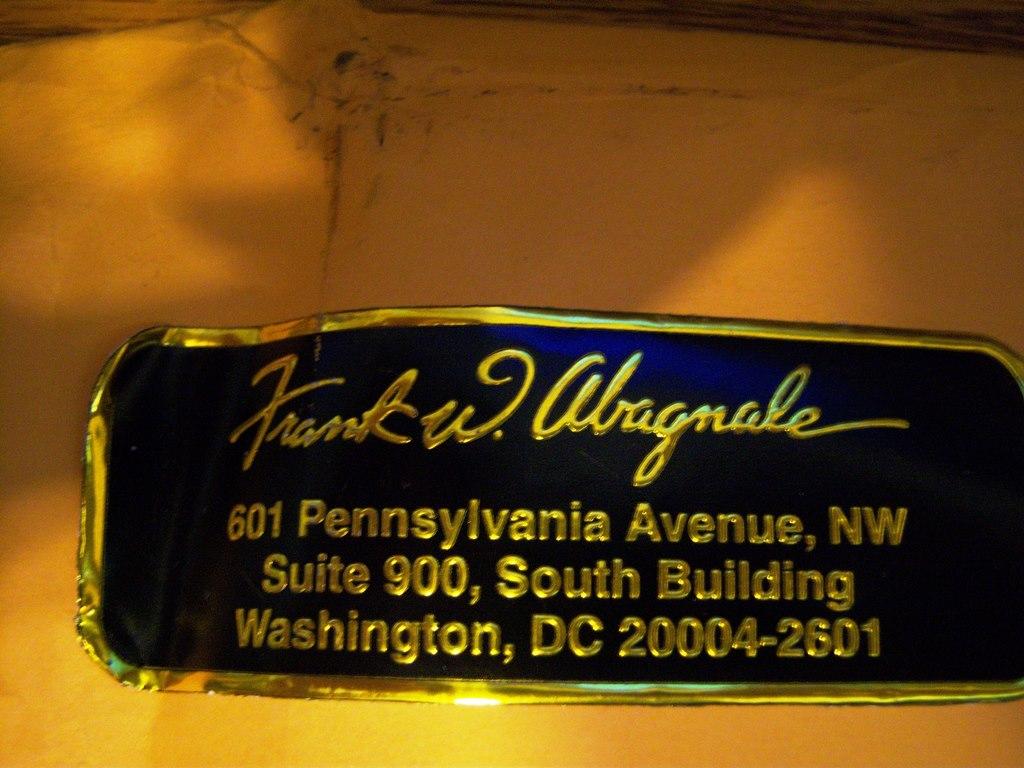 Frank W. Abagnale
601 Pennsylvania Avenue, NW
Suite 900, South Building
Washington, DC 20004-2601